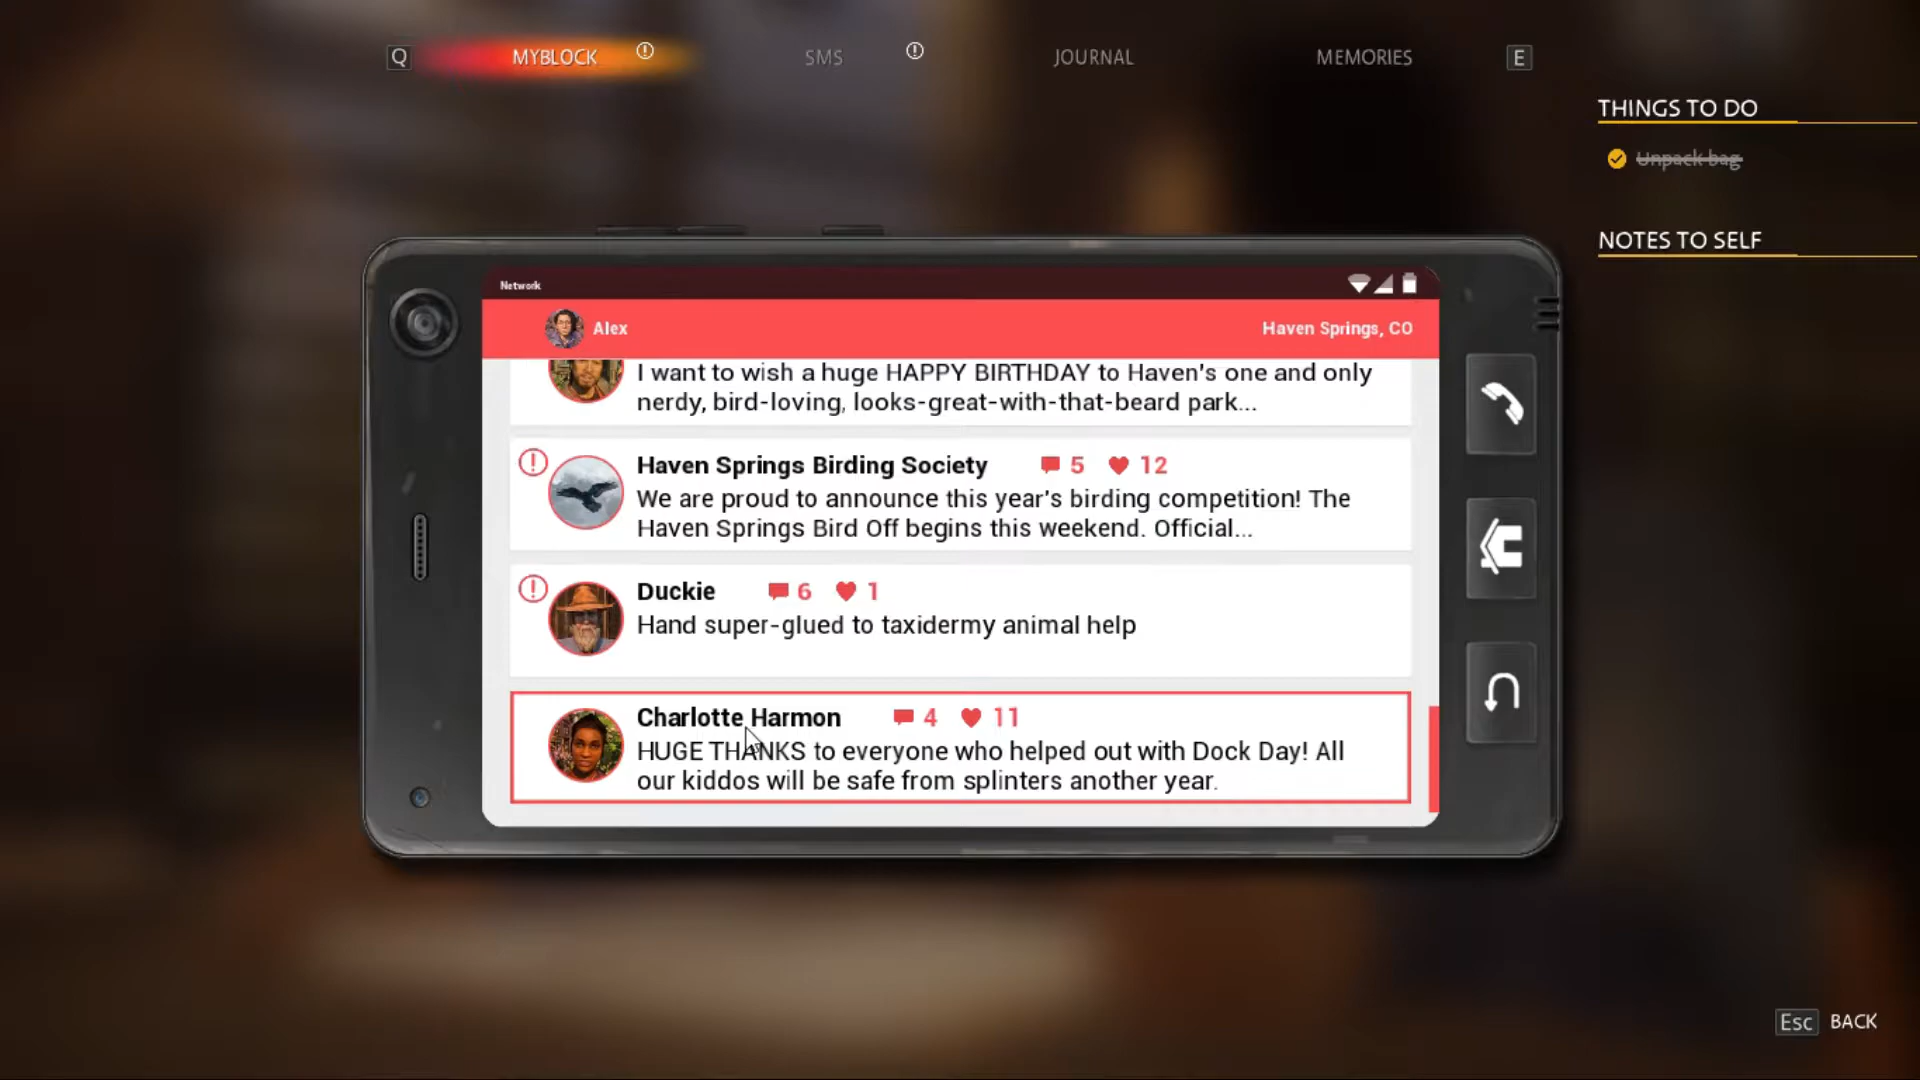 Q
MYBLOCK
SMS
JOURNAL
MEMORIES
E
THINGS TO DO
Unpack bag
NOTES TO SELF
Network
Alex
Haven Springs, CO
I want to wish a huge HAPPY BIRTHDAY to Haven's one and only
nerdy, bird-loving, looks-great-with-that-beard park...
Haven Springs Birding Society 5 12
We are proud to announce this year's birding competition! The
Haven Springs Bird Off begins this weekend. Official...
Duckie 6 1
Hand super-glued to taxidermy animal help
Charlotte Harmon 4 11
HUGE THANKS to everyone who helped out with Dock Day! All
our kiddos will be safe from splinters another year.
Esc BACK